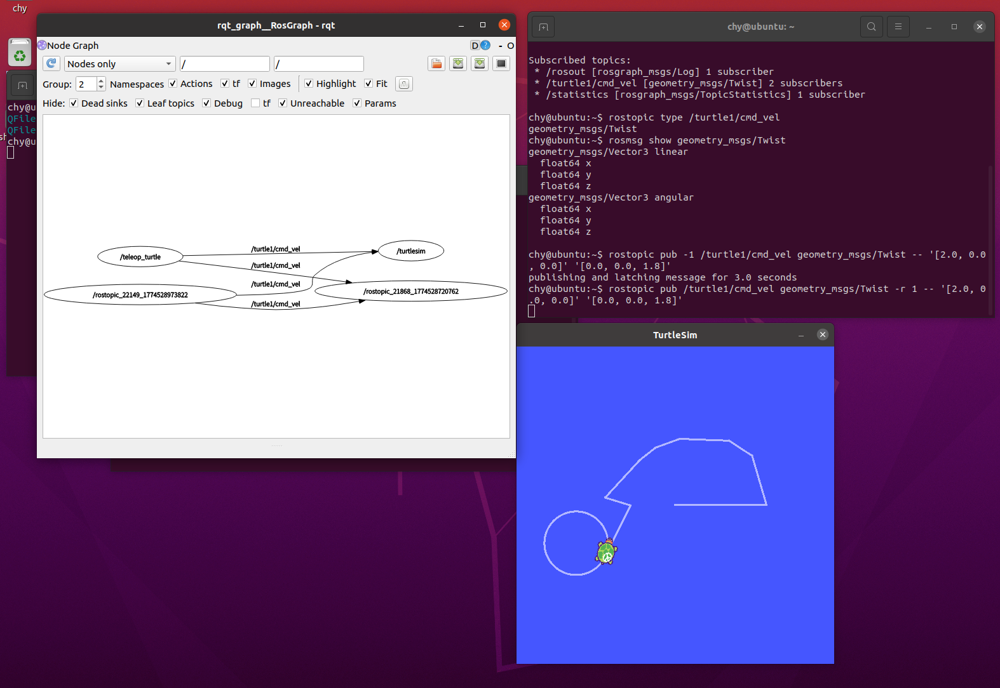 chy
rqt_graph__RosGraph - rqt
Node Graph
D
- O
Nodes only
/
/
Group: 2 Namespaces Actions tf Images Highlight Fit
Hide: Dead sinks Leaf topics Debug tf Unreachable Params
/teleop_turtle
/turtle1/cmd_vel
/turtlesim
/turtle1/cmd_vel
/rostopic_22149_1774528973822
/turtle1/cmd_vel
/rostopic_21868_1774528720762
/turtle1/cmd_vel
chy@u
QFile
QFile
sh
chy@u
chy@ubuntu: ~
Subscribed topics:
 * /rosout [rosgraph_msgs/Log] 1 subscriber
 * /turtle1/cmd_vel [geometry_msgs/Twist] 2 subscribers
 * /statistics [rosgraph_msgs/TopicStatistics] 1 subscriber
chy@ubuntu:~$ rostopic type /turtle1/cmd_vel
geometry_msgs/Twist
chy@ubuntu:~$ rosmsg show geometry_msgs/Twist
geometry_msgs/Vector3 linear
  float64 x
  float64 y
  float64 z
geometry_msgs/Vector3 angular
  float64 x
  float64 y
  float64 z
chy@ubuntu:~$ rostopic pub -1 /turtle1/cmd_vel geometry_msgs/Twist -- '[2.0, 0.0
, 0.0]' '[0.0, 0.0, 1.8]'
publishing and latching message for 3.0 seconds
chy@ubuntu:~$ rostopic pub /turtle1/cmd_vel geometry_msgs/Twist -r 1 -- '[2.0, 0
.0, 0.0]' '[0.0, 0.0, 1.8]'
TurtleSim